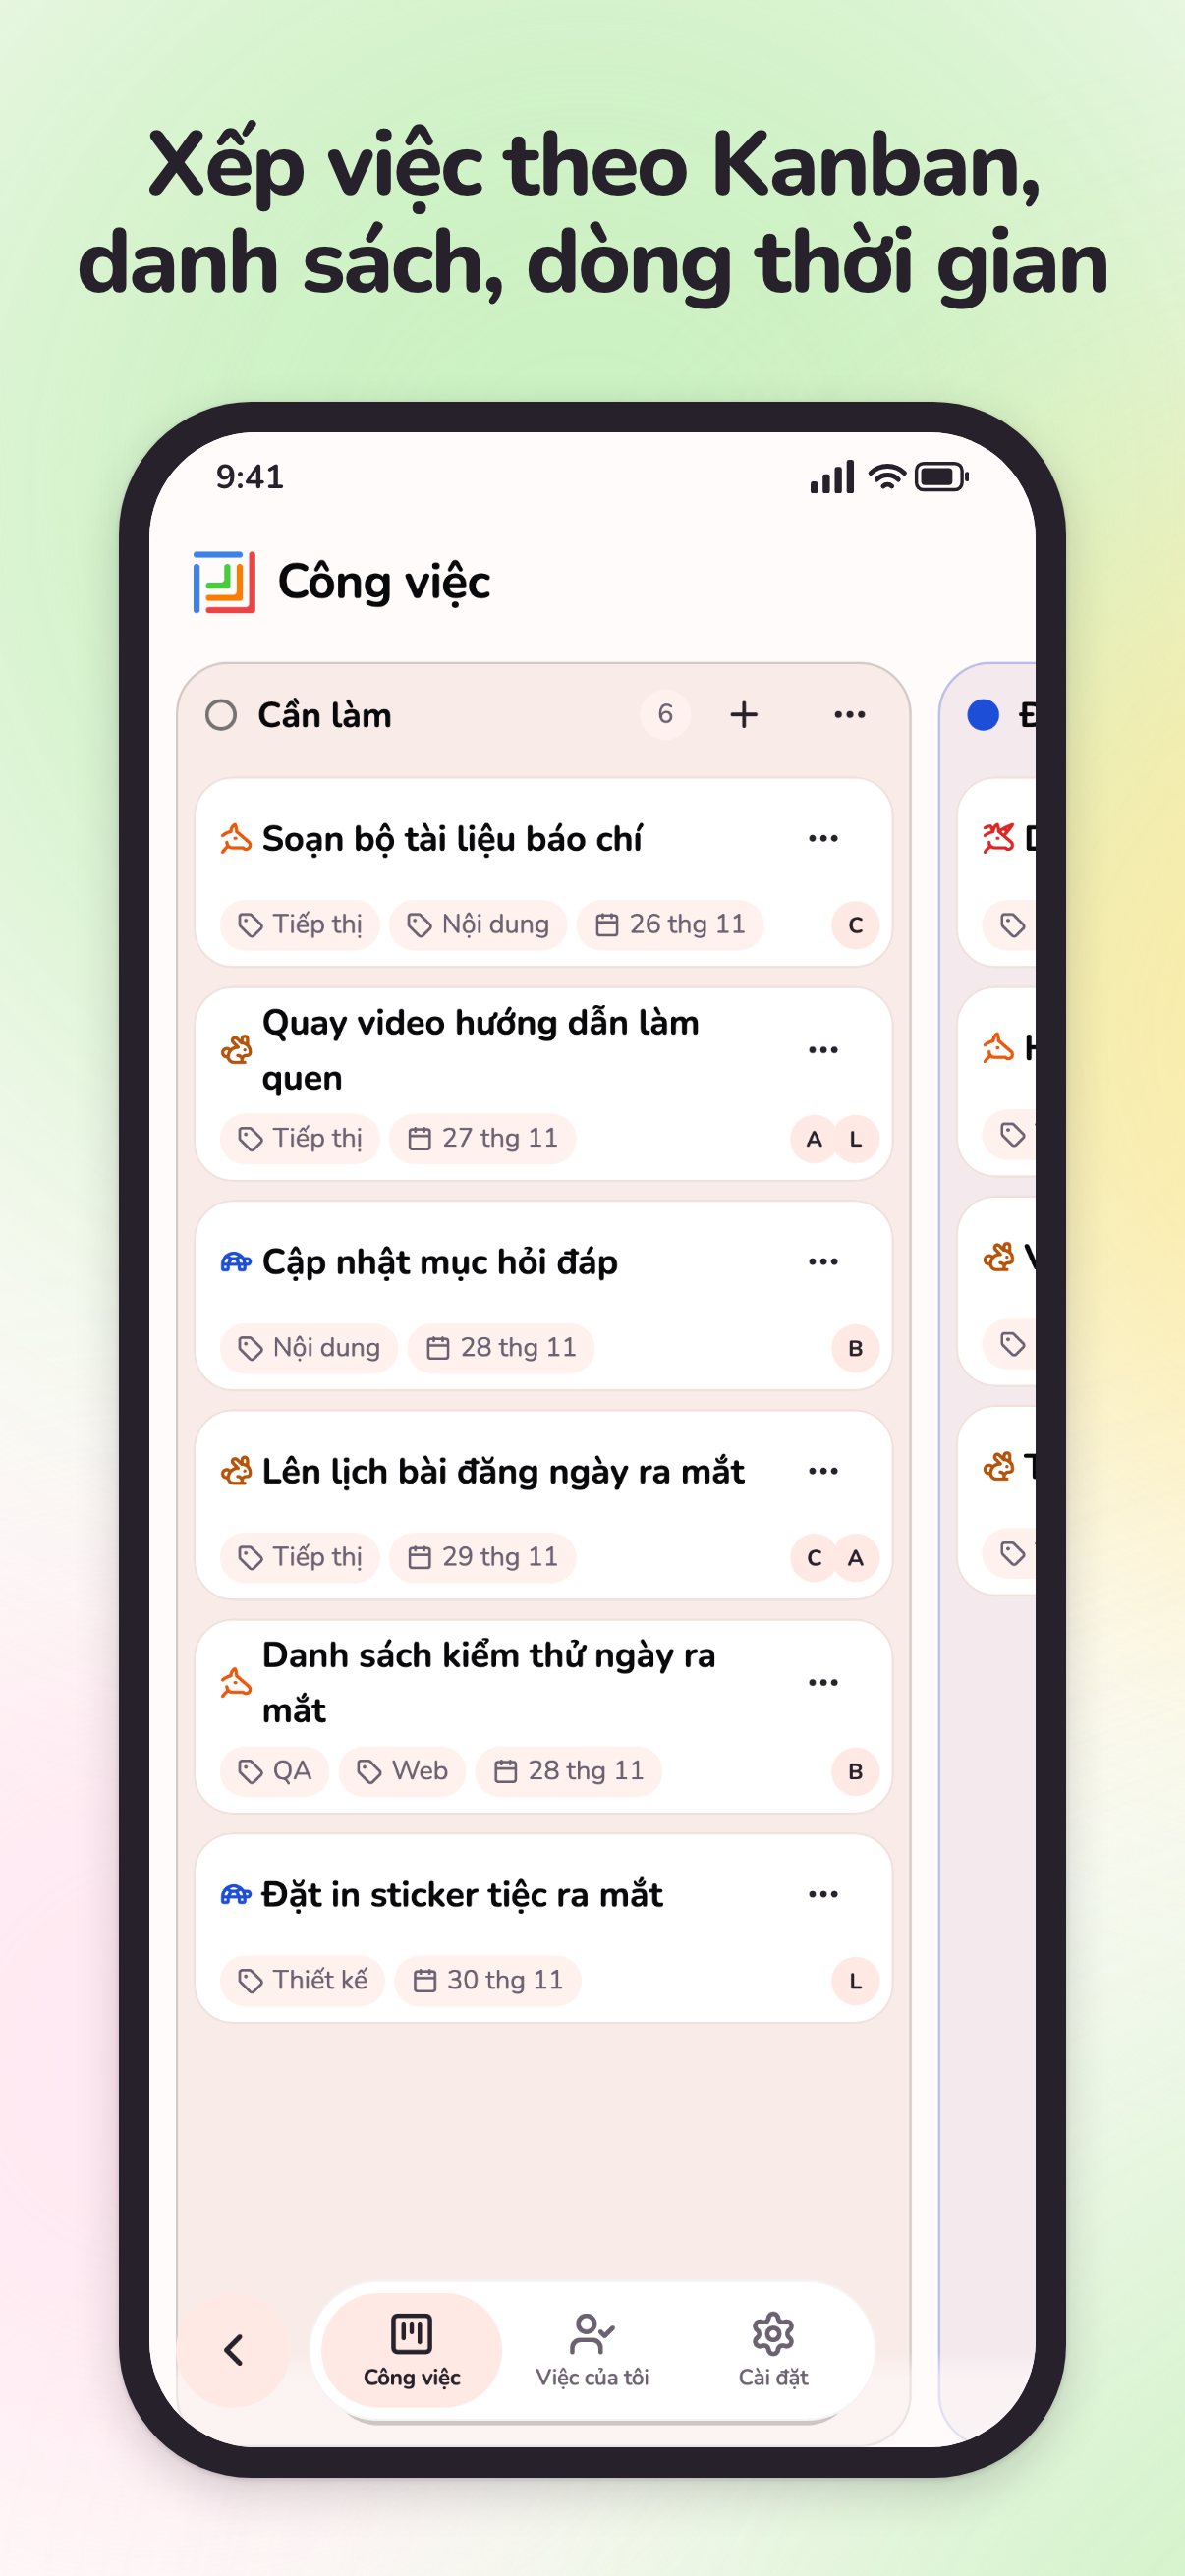 Xếp việc theo Kanban,
danh sách, dòng thời gian
9:41
Công việc
Cần làm
6
Soạn bộ tài liệu báo chí
Tiếp thị
Nội dung
26 thg 11
C
Quay video hướng dẫn làm
quen
Tiếp thị
27 thg 11
A
L
Cập nhật mục hỏi đáp
Nội dung
28 thg 11
B
Lên lịch bài đăng ngày ra mắt
Tiếp thị
29 thg 11
C
A
Danh sách kiểm thử ngày ra
mắt
QA
Web
28 thg 11
B
Đặt in sticker tiệc ra mắt
Thiết kế
30 thg 11
L
Công việc
Việc của tôi
Cài đặt